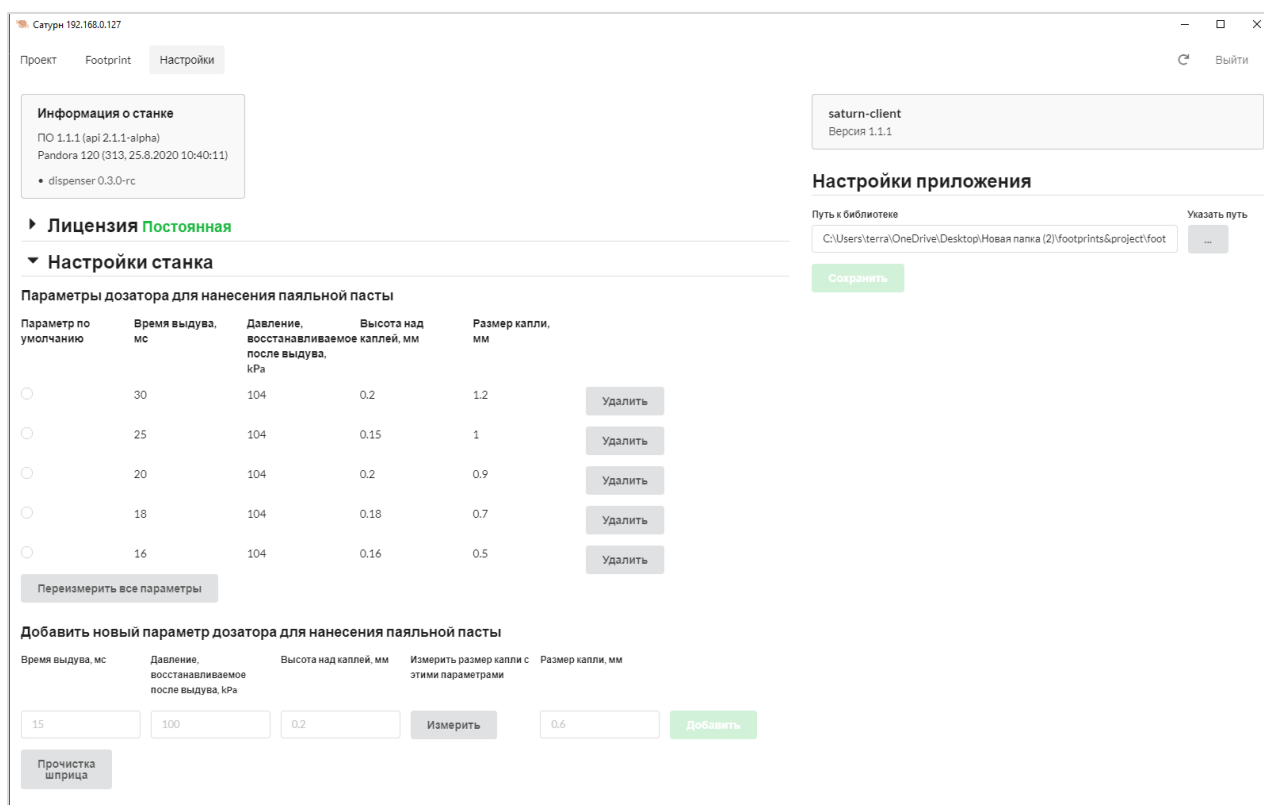 Сатурн 192.168.0.127
Проект Footprint Настройки Выйти
Информация о станке
ПО 1.1.1 (api 2.1.1-alpha)
Pandora 120 (313, 25.8.2020 10:40:11)
• dispenser 0.3.0-rc
saturn-client
Версия 1.1.1
Лицензия Постоянная
Настройки станка
Параметры дозатора для нанесения паяльной пасты
Параметр по умолчанию
Время выдува, мс
Давление, восстанавливаемое после выдува, kPa
Высота над каплей, мм
Размер капли, мм
30 104 0.2 1.2 Удалить
25 104 0.15 1 Удалить
20 104 0.2 0.9 Удалить
18 104 0.18 0.7 Удалить
16 104 0.16 0.5 Удалить
Переизмерить все параметры
Добавить новый параметр дозатора для нанесения паяльной пасты
Время выдува, мс
Давление, восстанавливаемое после выдува, kPa
Высота над каплей, мм
Измерить размер капли с этими параметрами
Размер капли, мм
15 100 0.2 Измерить 0.6 Добавить
Прочистка шприца
Настройки приложения
Путь к библиотеке
Указать путь
C:\Users\terra\OneDrive\Desktop\Новая папка (2)\footprints&project\foot
...
Сохранить